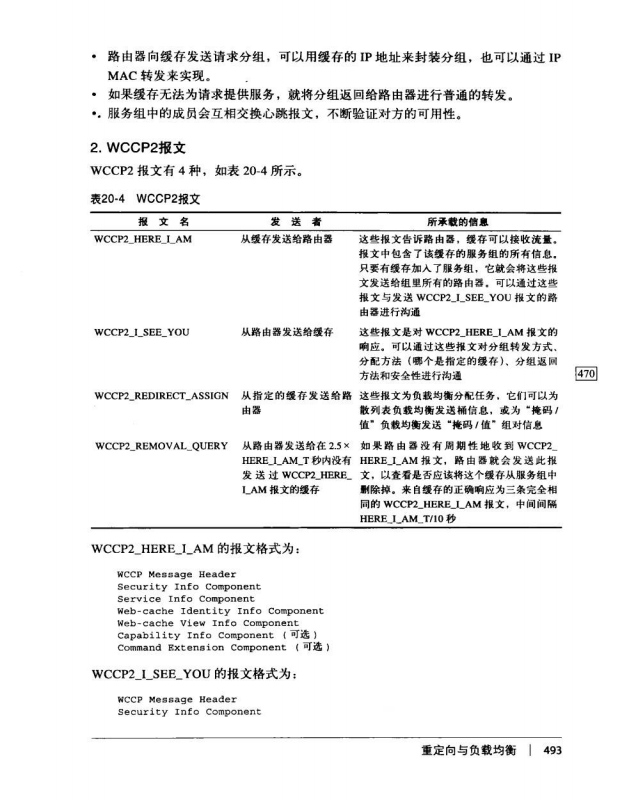 • 路由器向缓存发送请求分组，可以用缓存的 IP 地址来封装分组，也可以通过 IP
MAC 转发来实现。
• 如果缓存无法为请求提供服务，就将分组返回给路由器进行普通的转发。
•. 服务组中的成员会互相交换心跳报文，不断验证对方的可用性。
2. WCCP2报文
WCCP2 报文有 4 种，如表 20-4 所示。
表20-4 WCCP2报文
报 文 名 发 送 者 所承载的信息
WCCP2_HERE_I_AM 从缓存发送给路由器 这些报文告诉路由器，缓存可以接收流量。
报文中包含了该缓存的服务组的所有信息。
只要有缓存加入了服务组，它就会将这些报
文发送给组里所有的路由器。可以通过这些
报文与发送 WCCP2_I_SEE_YOU 报文的路
由器进行沟通
WCCP2_I_SEE_YOU 从路由器发送给缓存 这些报文是对 WCCP2_HERE_I_AM 报文的
响应。可以通过这些报文对分组转发方式、
分配方法（哪个是指定的缓存）、分组返回
方法和安全性进行沟通
470
WCCP2_REDIRECT_ASSIGN 从指定的缓存发送给路 这些报文为负载均衡分配任务，它们可以为
由器 散列表负载均衡发送桶信息，或为“掩码/
值”负载均衡发送“掩码/值”组对信息
WCCP2_REMOVAL_QUERY 从路由器发送给在 2.5× 如果路由器没有周期性地收到 WCCP2_
HERE_I_AM_T 秒内没有 HERE_I_AM 报文，路由器就会发送此报
发送过 WCCP2_HERE_ 文，以查看是否应该将这个缓存从服务组中
I_AM 报文的缓存 删除掉。来自缓存的正确响应为三条完全相
同的 WCCP2_HERE_I_AM 报文，中间间隔
HERE_I_AM_T/10 秒
WCCP2_HERE_I_AM 的报文格式为：
WCCP Message Header
Security Info Component
Service Info Component
Web-cache Identity Info Component
Web-cache View Info Component
Capability Info Component （可选）
Command Extension Component （可选）
WCCP2_I_SEE_YOU 的报文格式为：
WCCP Message Header
Security Info Component
重定向与负载均衡 | 493